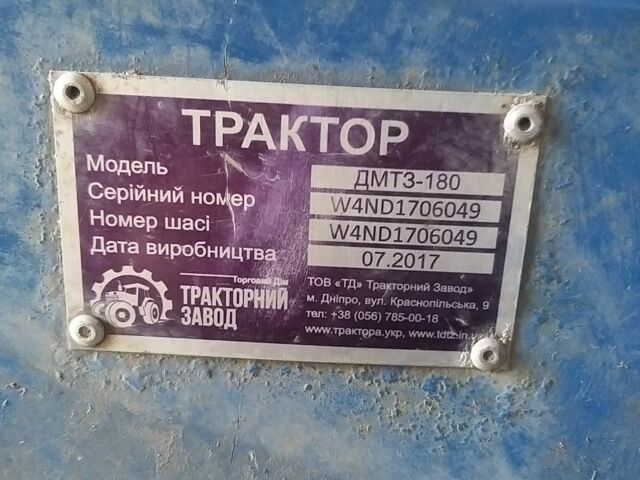 ТРАКТОР
Модель ДМТЗ-180
Серійний номер W4ND1706049
Номер шасі W4ND1706049
Дата виробництва 07.2017
Торговий Дім
ТРАКТОРНИЙ
ЗАВОД
ТОВ «ТД» Тракторний Завод»
м. Дніпро, вул. Краснопільська, 9
тел: +38 (056) 785-00-18
www.трактора.укр, www.tdtz.in.ua